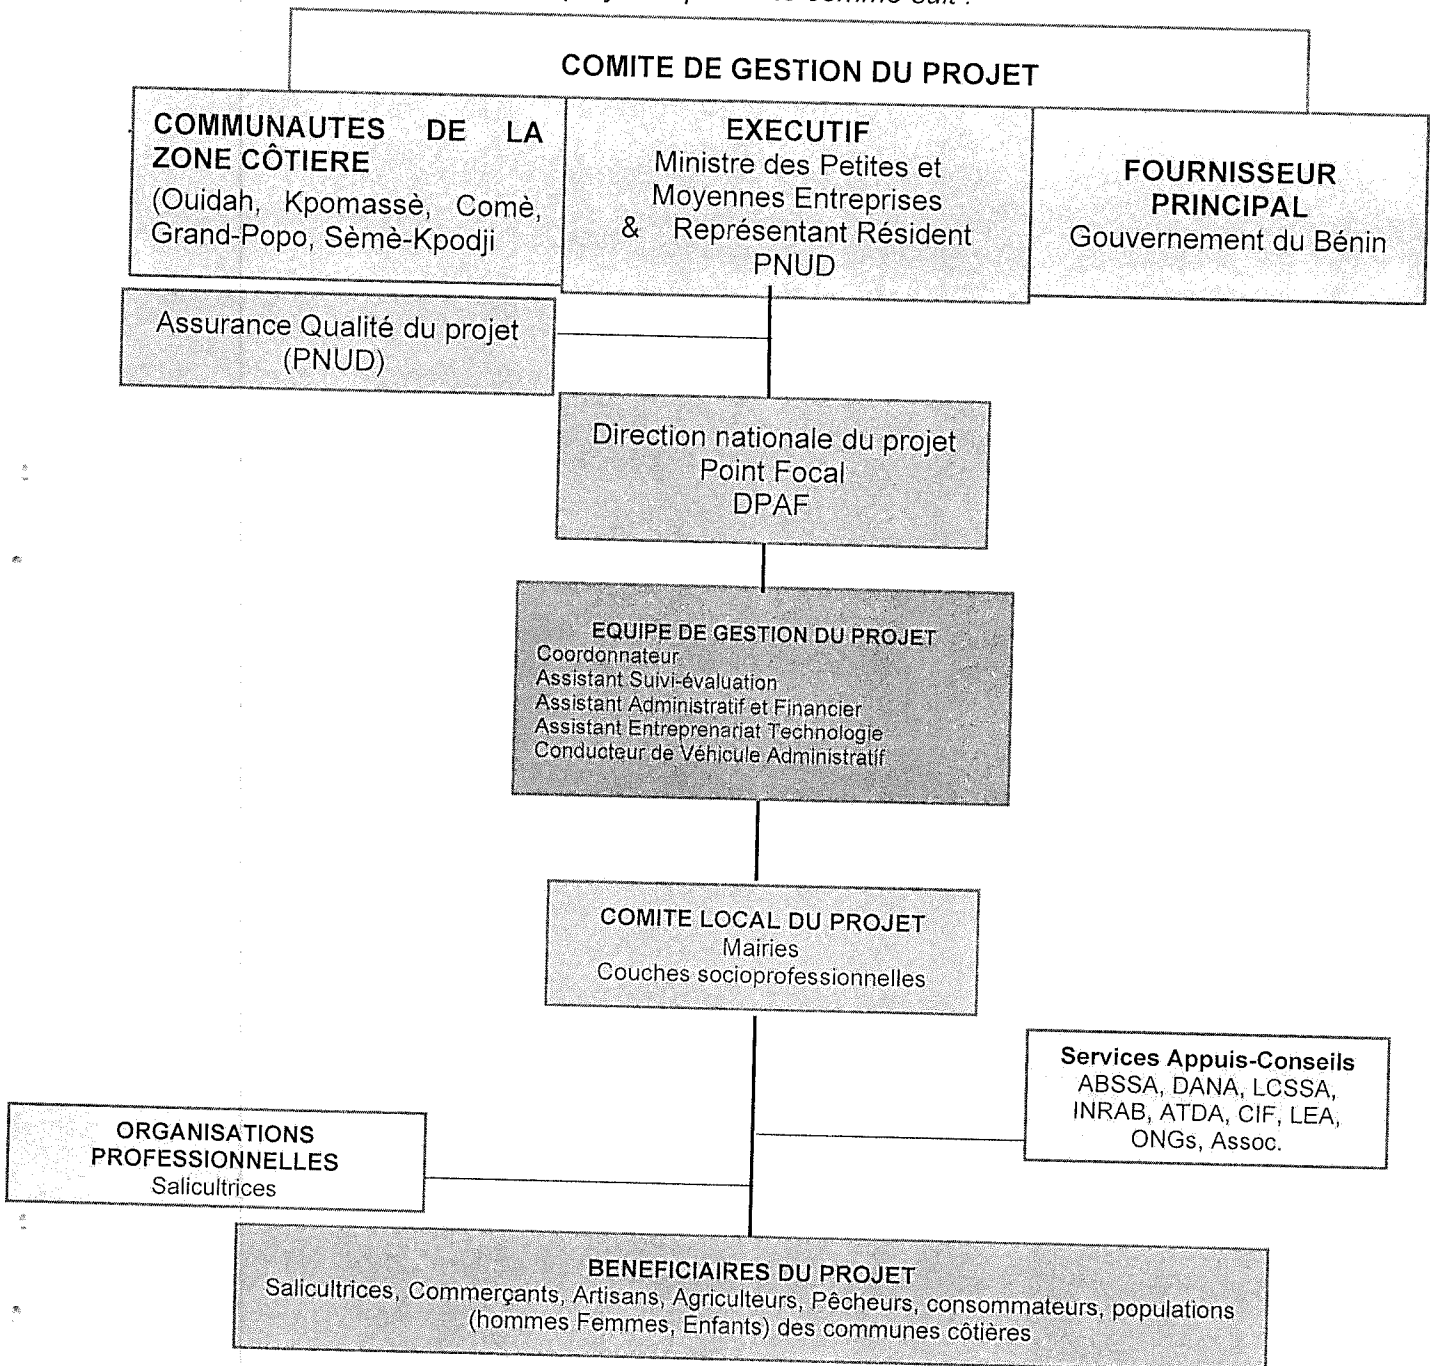 comme suit :
COMITE DE GESTION DU PROJET
COMMUNAUTES DE LA
ZONE CÔTIERE
(Ouidah, Kpomassè, Comè,
Grand-Popo, Sèmè-Kpodji
EXECUTIF
Ministre des Petites et
Moyennes Entreprises
& Représentant Résident
PNUD
FOURNISSEUR
PRINCIPAL
Gouvernement du Bénin
Assurance Qualité du projet
(PNUD)
Direction nationale du projet
Point Focal
DPAF
EQUIPE DE GESTION DU PROJET
Coordonnateur
Assistant Suivi-évaluation
Assistant Administratif et Financier
Assistant Entreprenariat Technologie
Conducteur de Véhicule Administratif
COMITE LOCAL DU PROJET
Mairies
Couches socioprofessionnelles
Services Appuis-Conseils
ABSSA, DANA, LCSSA,
INRAB, ATDA, CIF, LEA,
ONGs, Assoc.
ORGANISATIONS
PROFESSIONNELLES
Salicultrices
BENEFICIAIRES DU PROJET
Salicultrices, Commerçants, Artisans, Agriculteurs, Pêcheurs, consommateurs, populations
(hommes Femmes, Enfants) des communes côtières